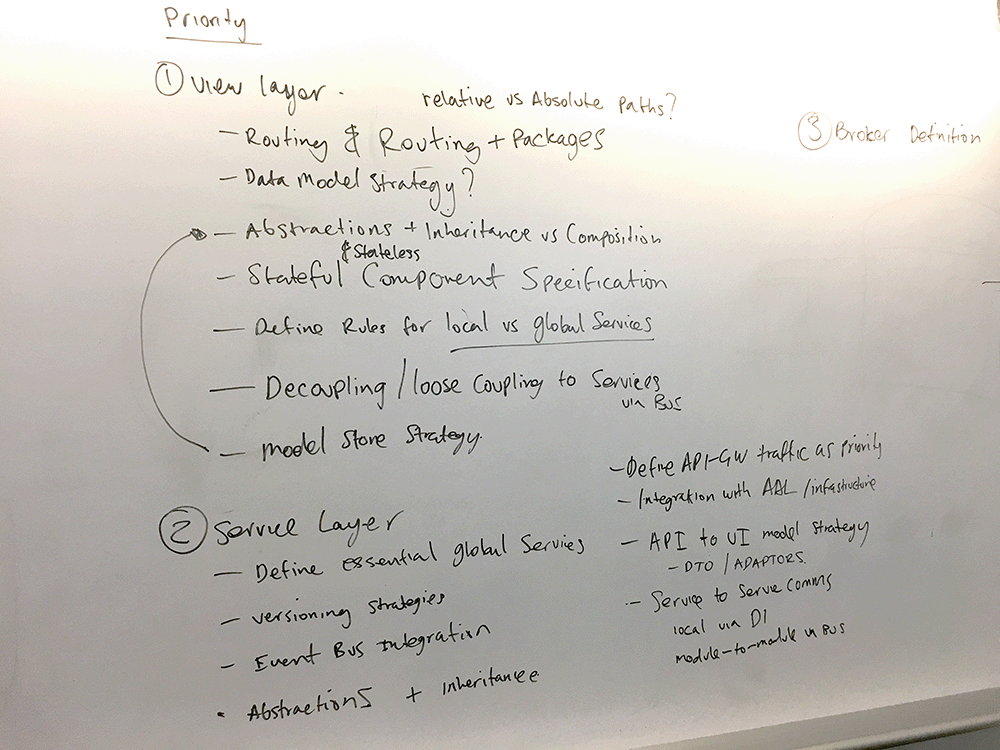 Priority
① View Layer.
relative vs Absolute Paths?
- Routing & Routing + Packages
- Data Model Strategy?
- Abstractions + Inheritance vs Composition
& Stateless
- Stateful Component Specification
- Define Rules for local vs global Services
- Decoupling / loose Coupling to Services
via Bus
- Model Store Strategy.
② Service Layer
- Define essential global Services
- Versioning Strategies
- Event Bus Integration
• Abstractions + Inheritance
- Define API-GW traffic as priority
- Integration with AAL / infastructure
- API to UI model strategy
- DTO / ADAPTORS.
- Service to Service Comms
local via DI
module-to-module via BUS
③ Broker Definition